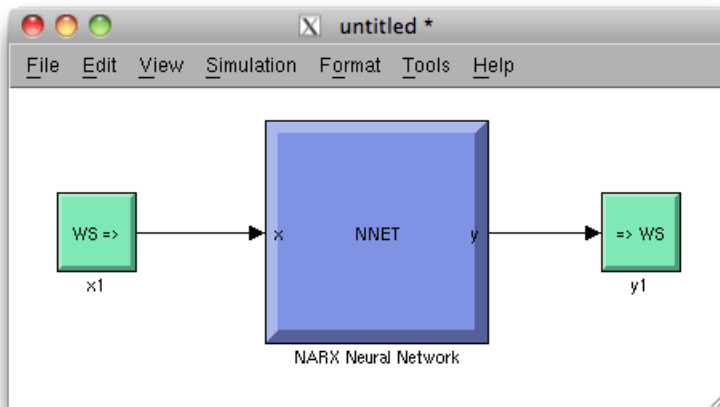 X untitled *
File Edit View Simulation Format Tools Help
WS => x NNET y => WS
x1 y1
NARX Neural Network